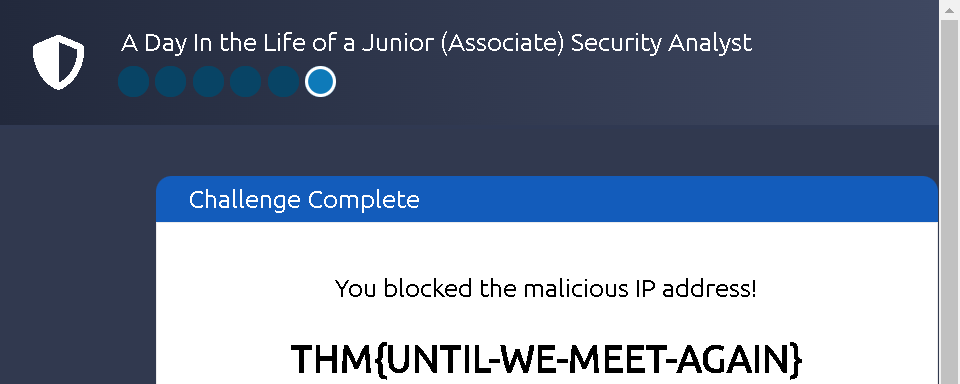 A Day In the Life of a Junior (Associate) Security Analyst
Challenge Complete
You blocked the malicious IP address!
THM{UNTIL-WE-MEET-AGAIN}